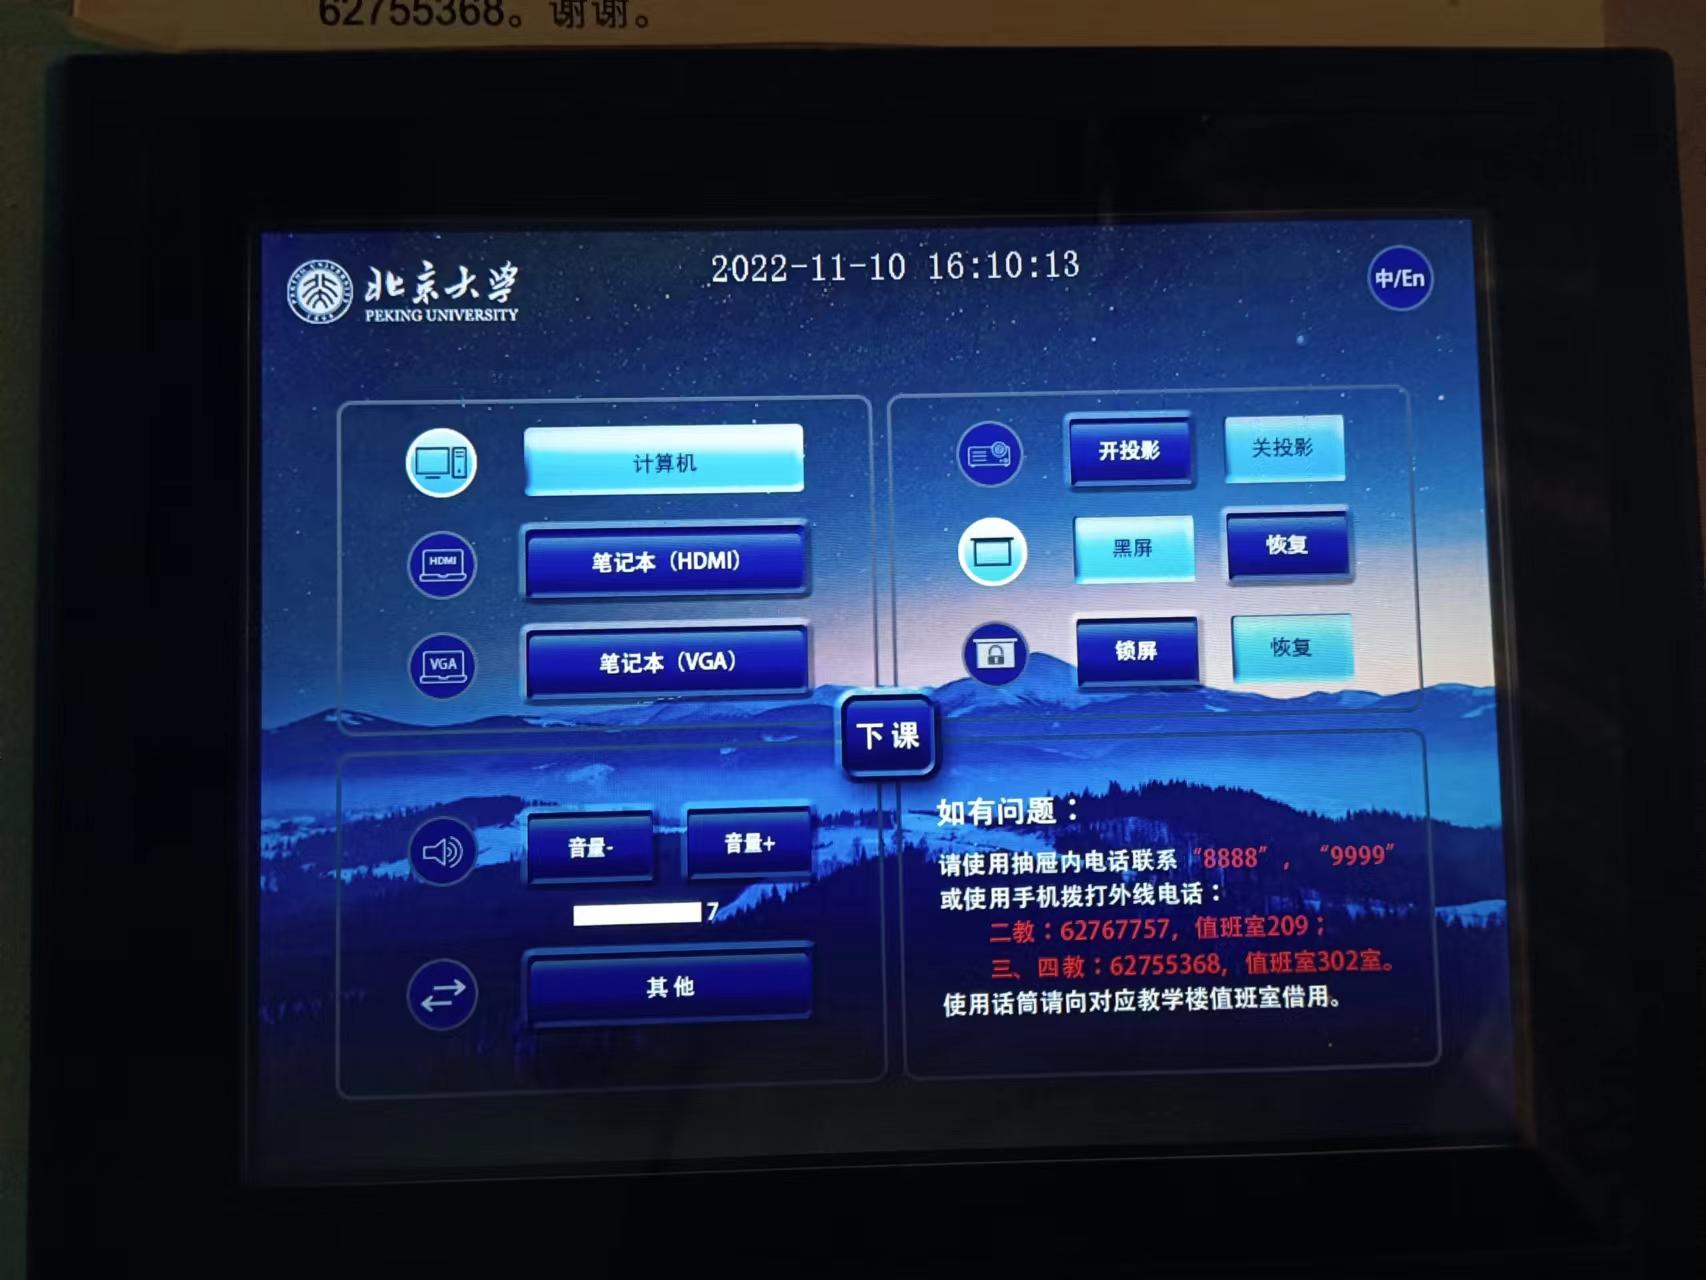 62755368。谢谢。
北京大学
PEKING UNIVERSITY
2022-11-10 16:10:13
中/En
计算机
HDMI
笔记本（HDMI）
VGA
笔记本（VGA）
开投影
关投影
黑屏
恢复
锁屏
恢复
下课
音量-
音量+
7
其他
如有问题：
请使用抽屉内电话联系“8888”，“9999”
或使用手机拨打外线电话：
二教：62767757，值班室209；
三、四教：62755368，值班室302室。
使用话筒请向对应教学楼值班室借用。